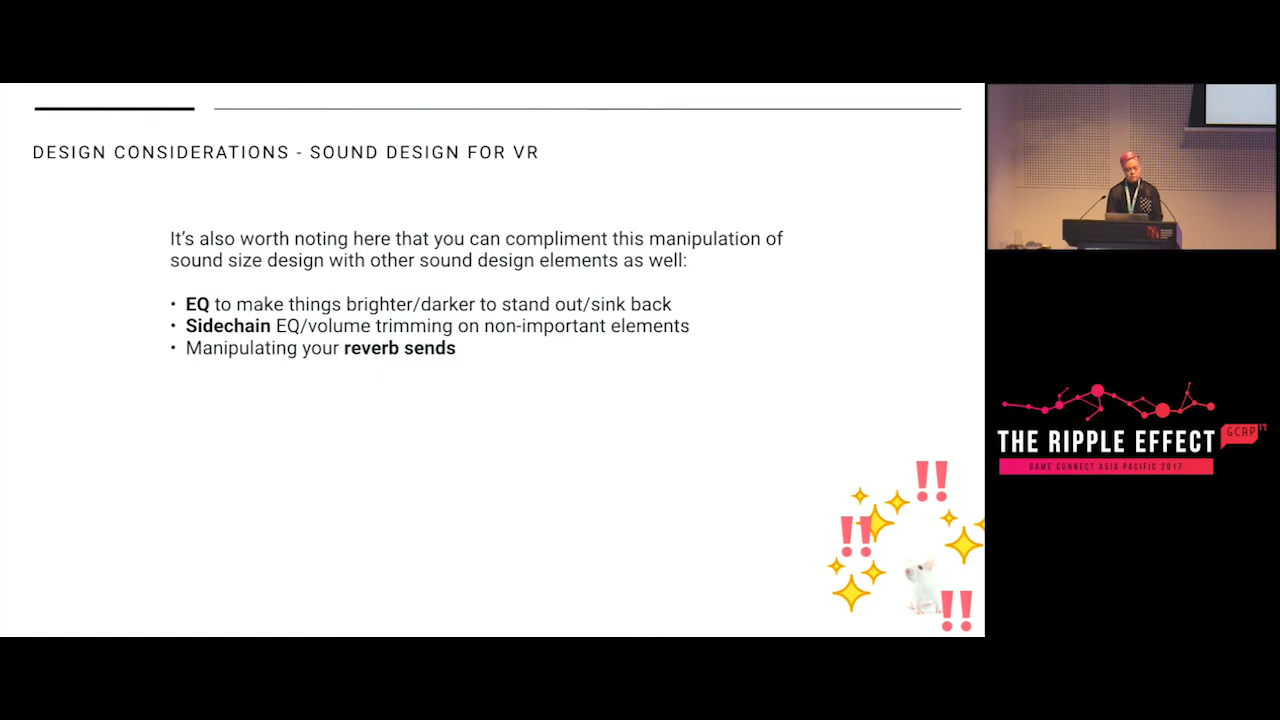 DESIGN CONSIDERATIONS - SOUND DESIGN FOR VR
It's also worth noting here that you can compliment this manipulation of
sound size design with other sound design elements as well:
• EQ to make things brighter/darker to stand out/sink back
• Sidechain EQ/volume trimming on non-important elements
• Manipulating your reverb sends
THE RIPPLE EFFECT
GCAP 17
GAME CONNECT ASIA PACIFIC 2017